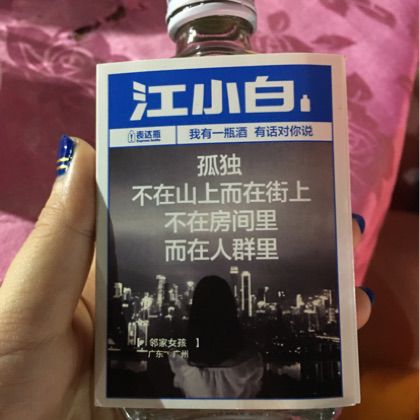 江小白
表达瓶 我有一瓶酒 有话对你说
Express bottle
孤独
不在山上而在街上
不在房间里
而在人群里
【 邻家女孩 】
广东 广州